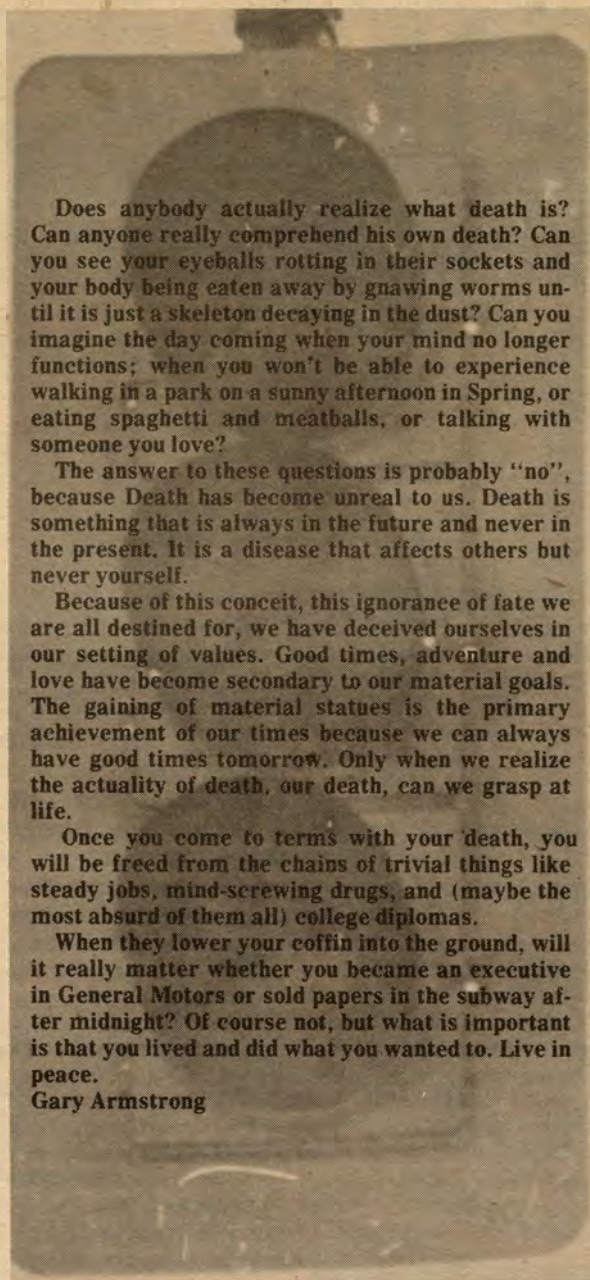 Does anybody actually realize what death is?
Can anyone really comprehend his own death? Can
you see your eyeballs rotting in their sockets and
your body being eaten away by gnawing worms un-
til it is just a skeleton decaying in the dust? Can you
imagine the day coming when your mind no longer
functions; when you won't be able to experience
walking in a park on a sunny afternoon in Spring, or
eating spaghetti and meatballs, or talking with
someone you love?
The answer to these questions is probably "no",
because Death has become unreal to us. Death is
something that is always in the future and never in
the present. It is a disease that affects others but
never yourself.
Because of this conceit, this ignorance of fate we
are all destined for, we have deceived ourselves in
our setting of values. Good times, adventure and
love have become secondary to our material goals.
The gaining of material statues is the primary
achievement of our times because we can always
have good times tomorrow. Only when we realize
the actuality of death, our death, can we grasp at
life.
Once you come to terms with your death, you
will be freed from the chains of trivial things like
steady jobs, mind-screwing drugs, and (maybe the
most absurd of them all) college diplomas.
When they lower your coffin into the ground, will
it really matter whether you became an executive
in General Motors or sold papers in the subway af-
ter midnight? Of course not, but what is important
is that you lived and did what you wanted to. Live in
peace.
Gary Armstrong